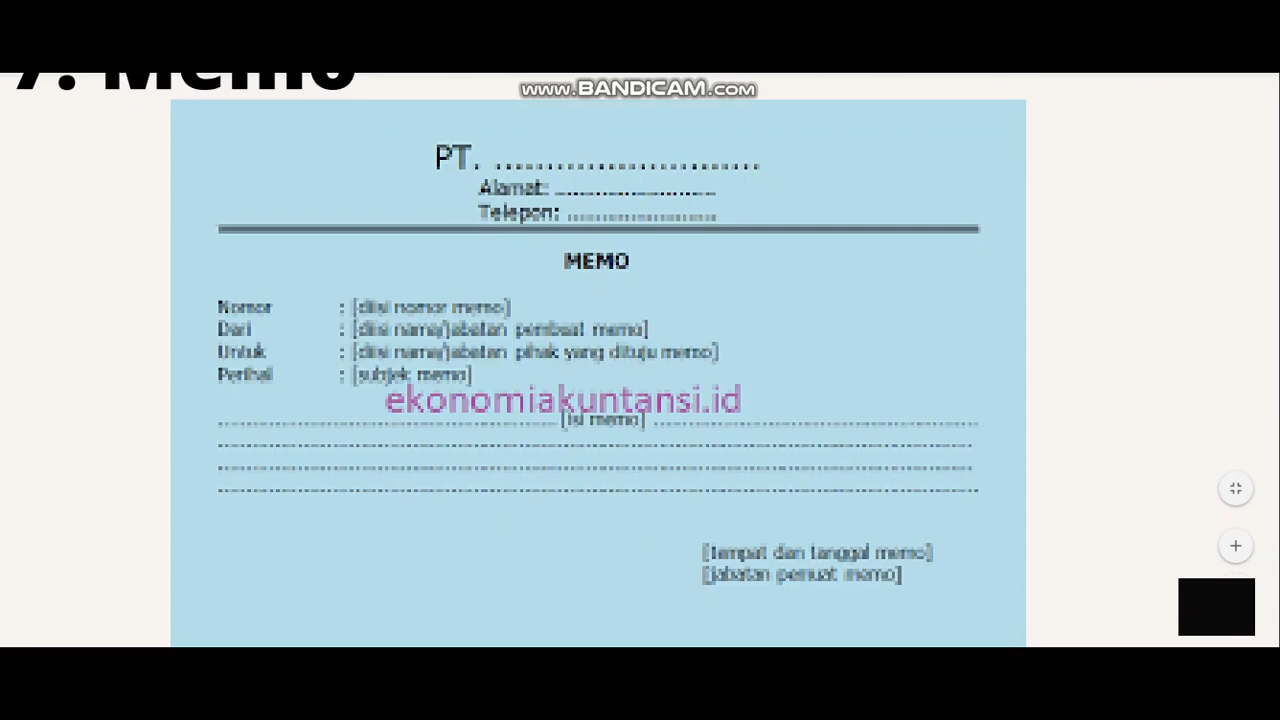 7. Memo
www.BANDICAM.com
PT. ........................
Alamat: ........................
Telepon: ........................
MEMO
Nomor : [diisi nomor memo]
Dari : [diisi nama/jabatan pembuat memo]
Untuk : [diisi nama/jabatan pihak yang dituju memo]
Perihal : [subjek memo]
ekonomiakuntansi.id
........................[isi memo]........................
........................
........................
........................
[tempat dan tanggal memo]
[jabatan pemuat memo]